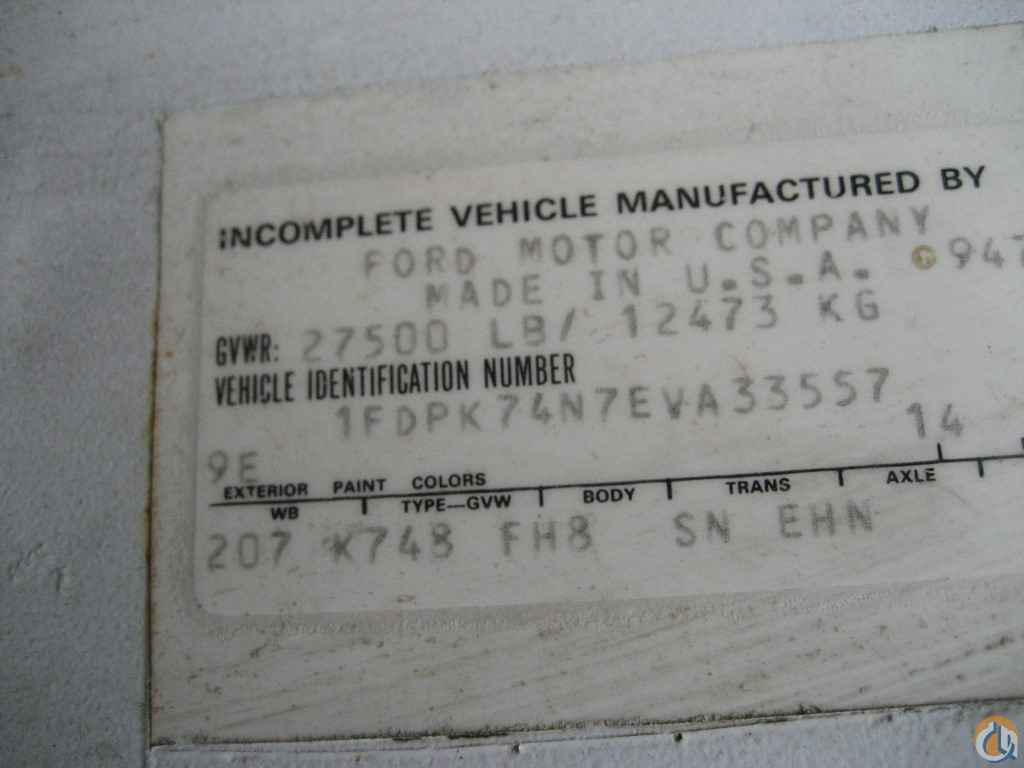 INCOMPLETE VEHICLE MANUFACTURED BY
FORD MOTOR COMPANY
MADE IN U.S.A. 947
GVWR: 27500 LB/ 12473 KG
VEHICLE IDENTIFICATION NUMBER
1FDPK74N7EVA33557
14
9E
EXTERIOR PAINT COLORS
WB TYPE—GVW BODY TRANS AXLE
207 K748 FH8 SN EHN